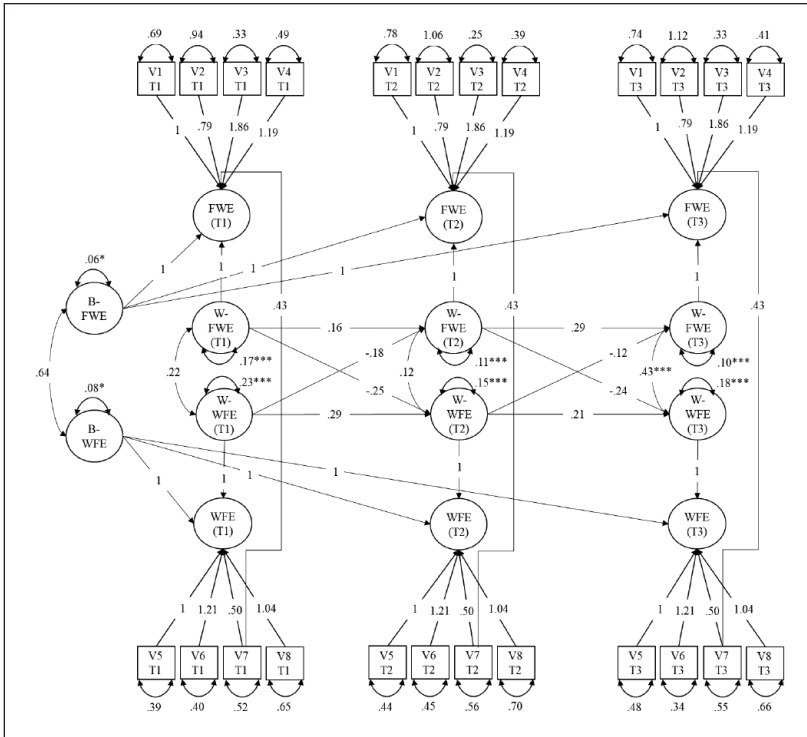 .69 .94 .33 .49 .78 1.06 .25 .39 .74 1.12 .33 .41
V1 V2 V3 V4 V1 V2 V3 V4 V1 V2 V3 V4
T1 T1 T1 T1 T2 T2 T2 T2 T3 T3 T3 T3
1 .79 1.86 1.19 1 .79 1.86 1.19 1 .79 1.86 1.19
FWE FWE FWE
(T1) (T2) (T3)
.06* 1 1 1 1 1 1
B- .43 .43 .43
FWE
W- .16 W- .29 W-
FWE FWE FWE
(T1) (T2) (T3)
-.18 -.12
.64 .22 .17*** .12 .11*** .43*** .10***
.23*** -.25 .15*** -.24 .18***
.08*
W- .29 W- .21 W-
WFE WFE WFE
(T1) (T2) (T3)
B-
WFE
1 1 1 1 1 1
WFE WFE WFE
(T1) (T2) (T3)
1 1.21 .50 1.04 1 1.21 .50 1.04 1 1.21 .50 1.04
V5 V6 V7 V8 V5 V6 V7 V8 V5 V6 V7 V8
T1 T1 T1 T1 T2 T2 T2 T2 T3 T3 T3 T3
.39 .40 .52 .65 .44 .45 .56 .70 .48 .34 .55 .66